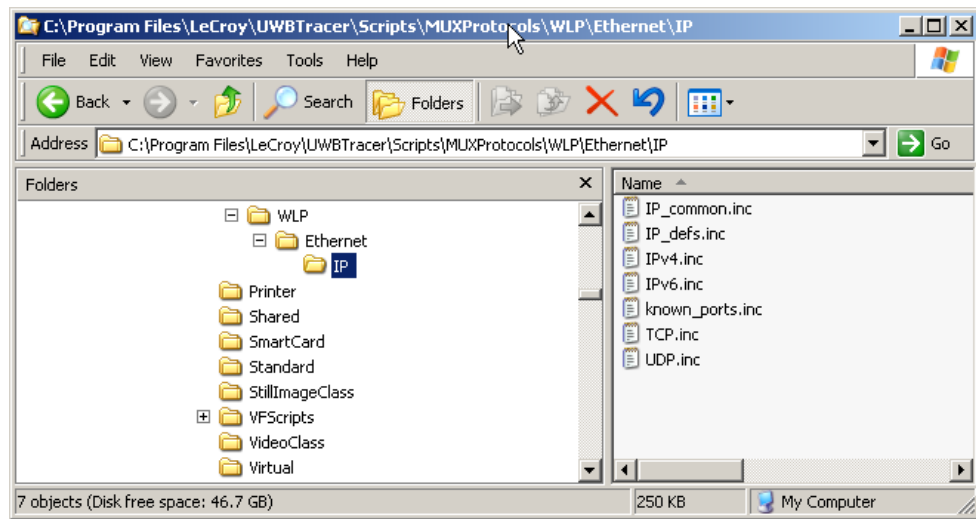 C:\Program Files\LeCroy\UWBTracer\Scripts\MUXProtocols\WLP\Ethernet\IP
File Edit View Favorites Tools Help
Back Search Folders
Address C:\Program Files\LeCroy\UWBTracer\Scripts\MUXProtocols\WLP\Ethernet\IP Go
Folders
WLP
Ethernet
IP
Printer
Shared
SmartCard
Standard
StillImageClass
VFScripts
VideoClass
Virtual
Name
IP_common.inc
IP_defs.inc
IPv4.inc
IPv6.inc
known_ports.inc
TCP.inc
UDP.inc
7 objects (Disk free space: 46.7 GB) 250 KB My Computer